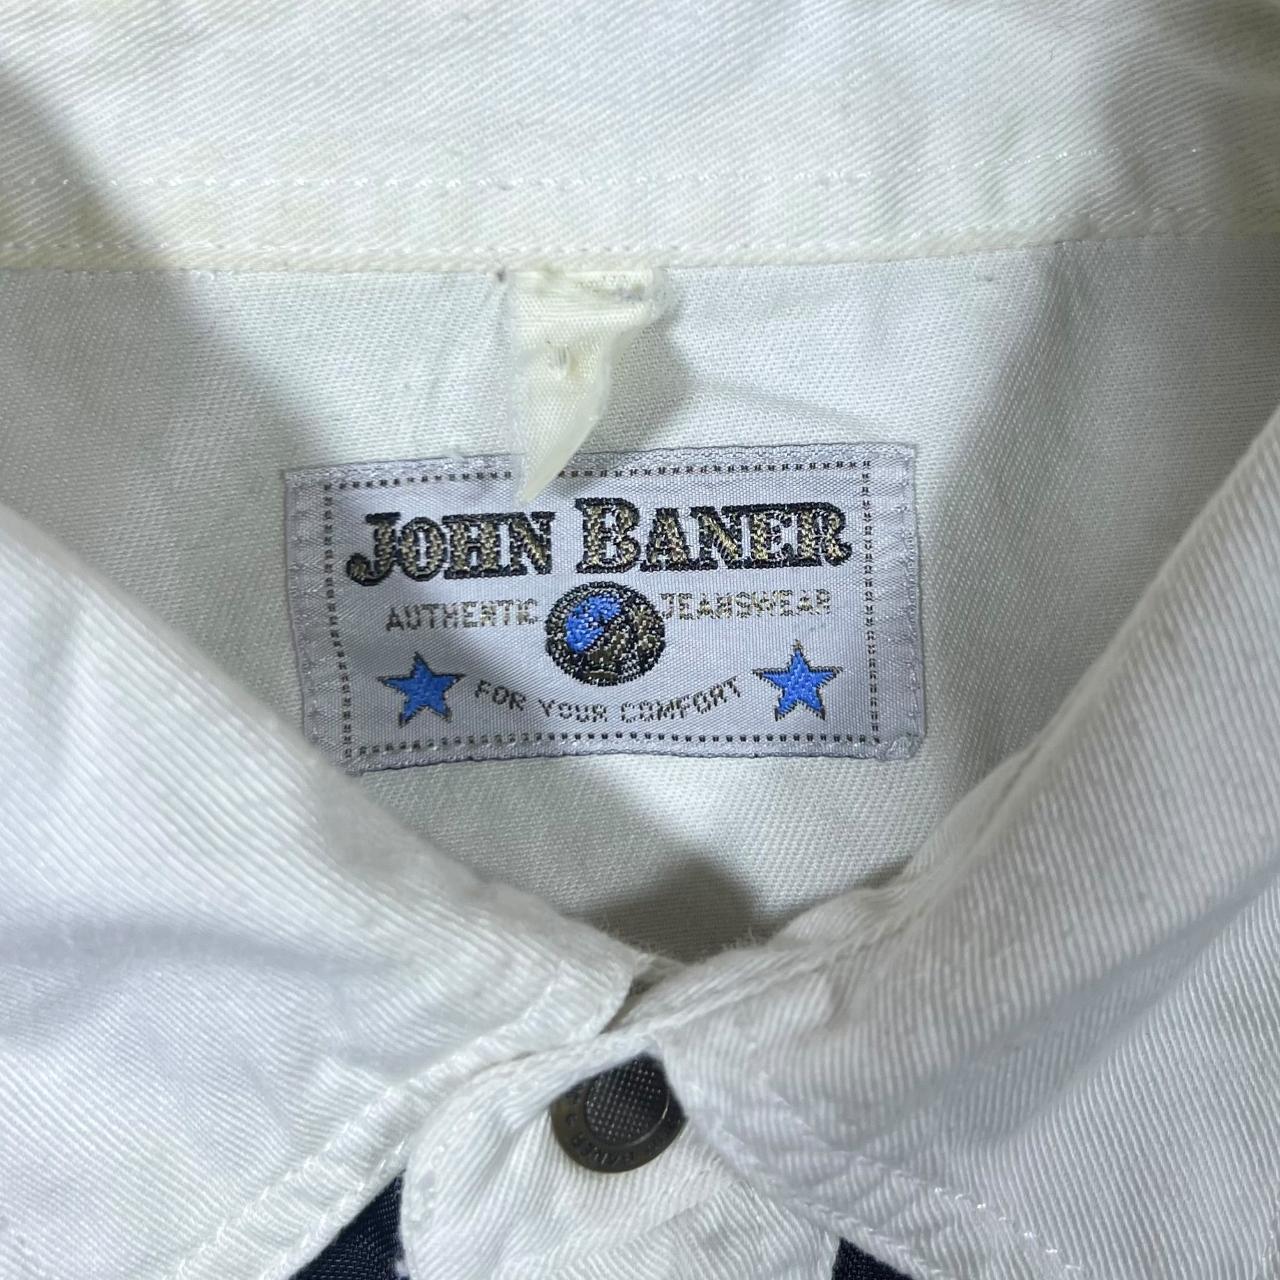 JOHN BANER
AUTHENTIC JEANSWEAR
FOR YOUR COMFORT